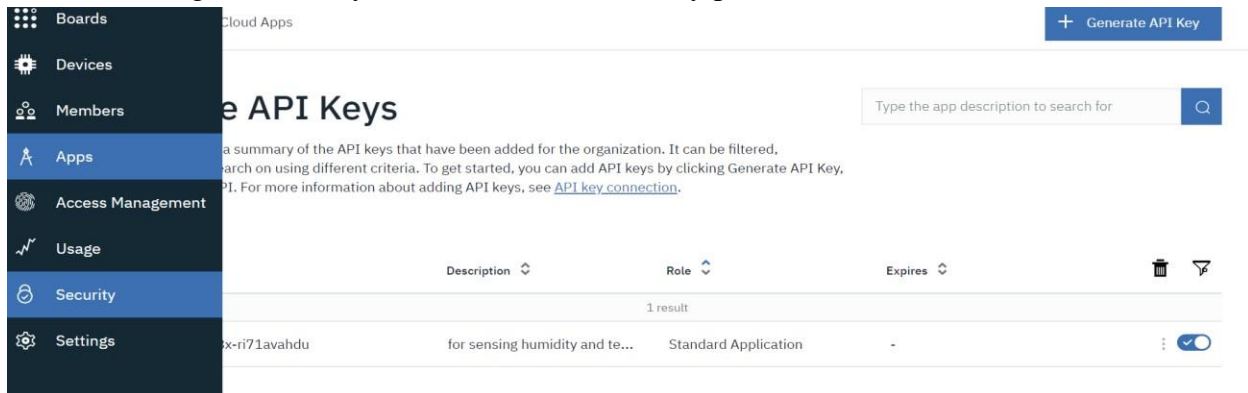 Boards
Cloud Apps
+ Generate API Key
Devices
Members
e API Keys
Type the app description to search for
Apps
a summary of the API keys that have been added for the organization. It can be filtered,
arch on using different criteria. To get started, you can add API keys by clicking Generate API Key,
PI. For more information about adding API keys, see API key connection.
Access Management
Usage
Description
Role
Expires
Security
1 result
Settings
x-ri71avahdu
for sensing humidity and te...
Standard Application
-